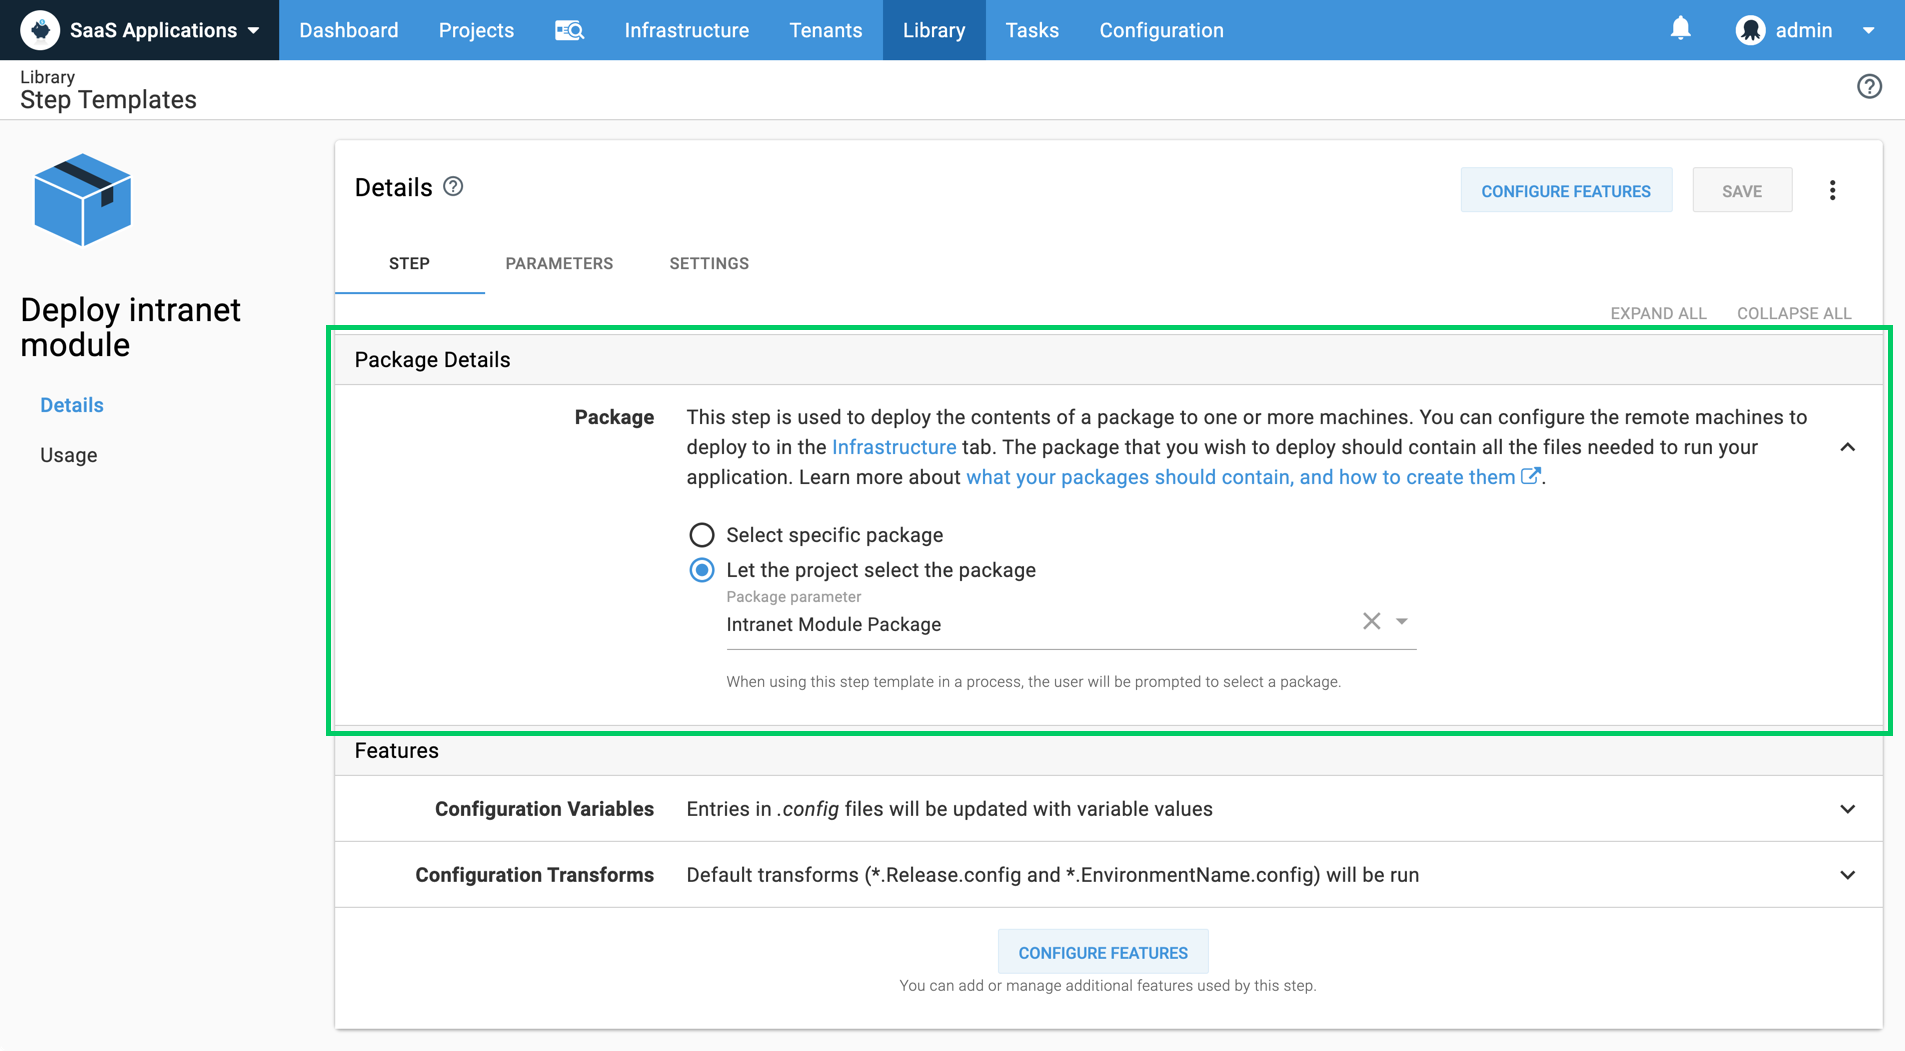 SaaS Applications
Dashboard
Projects
Infrastructure
Tenants
Library
Tasks
Configuration
admin
Library
Step Templates
Deploy intranet
module
Details
Usage
Details
CONFIGURE FEATURES
SAVE
STEP
PARAMETERS
SETTINGS
EXPAND ALL
COLLAPSE ALL
Package Details
Package
This step is used to deploy the contents of a package to one or more machines. You can configure the remote machines to
deploy to in the Infrastructure tab. The package that you wish to deploy should contain all the files needed to run your
application. Learn more about what your packages should contain, and how to create them.
Select specific package
Let the project select the package
Package parameter
Intranet Module Package
When using this step template in a process, the user will be prompted to select a package.
Features
Configuration Variables
Entries in .config files will be updated with variable values
Configuration Transforms
Default transforms (*.Release.config and *.EnvironmentName.config) will be run
CONFIGURE FEATURES
You can add or manage additional features used by this step.